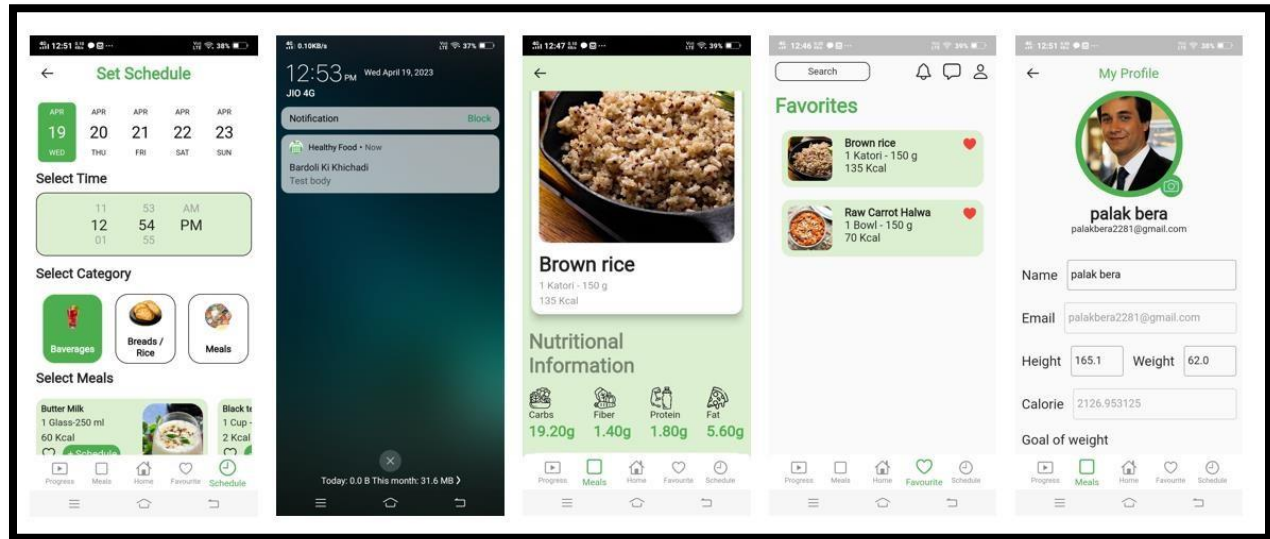 12:51
38%
Set Schedule
APR APR APR APR APR
19 20 21 22 23
WED THU FRI SAT SUN
Select Time
11 53 AM
12 54 PM
01 55
Select Category
Baverages
Breads /
Rice
Meals
Select Meals
Butter Milk
1 Glass-250 ml
60 Kcal
+Schedule
Black te
1 Cup -
2 Kcal
Progress Meals Home Favourite Schedule
0.10KB/s
37%
12:53 PM Wed April 19, 2023
JIO 4G
Notification Block
Healthy Food • Now
Bardoli Ki Khichadi
Test body
Today: 0.0 B This month: 31.6 MB
12:47
39%
Brown rice
1 Katori - 150 g
135 Kcal
Nutritional
Information
Carbs Fiber Protein Fat
19.20g 1.40g 1.80g 5.60g
Progress Meals Home Favourite Schedule
12:46
39%
Search
Favorites
Brown rice
1 Katori - 150 g
135 Kcal
Raw Carrot Halwa
1 Bowl - 150 g
70 Kcal
Progress Meals Home Favourite Schedule
12:51
38%
My Profile
palak bera
palakbera2281@gmail.com
Name palak bera
Email palakbera2281@gmail.com
Height 165.1 Weight 62.0
Calorie 2126.953125
Goal of weight
Progress Meals Home Favourite Schedule